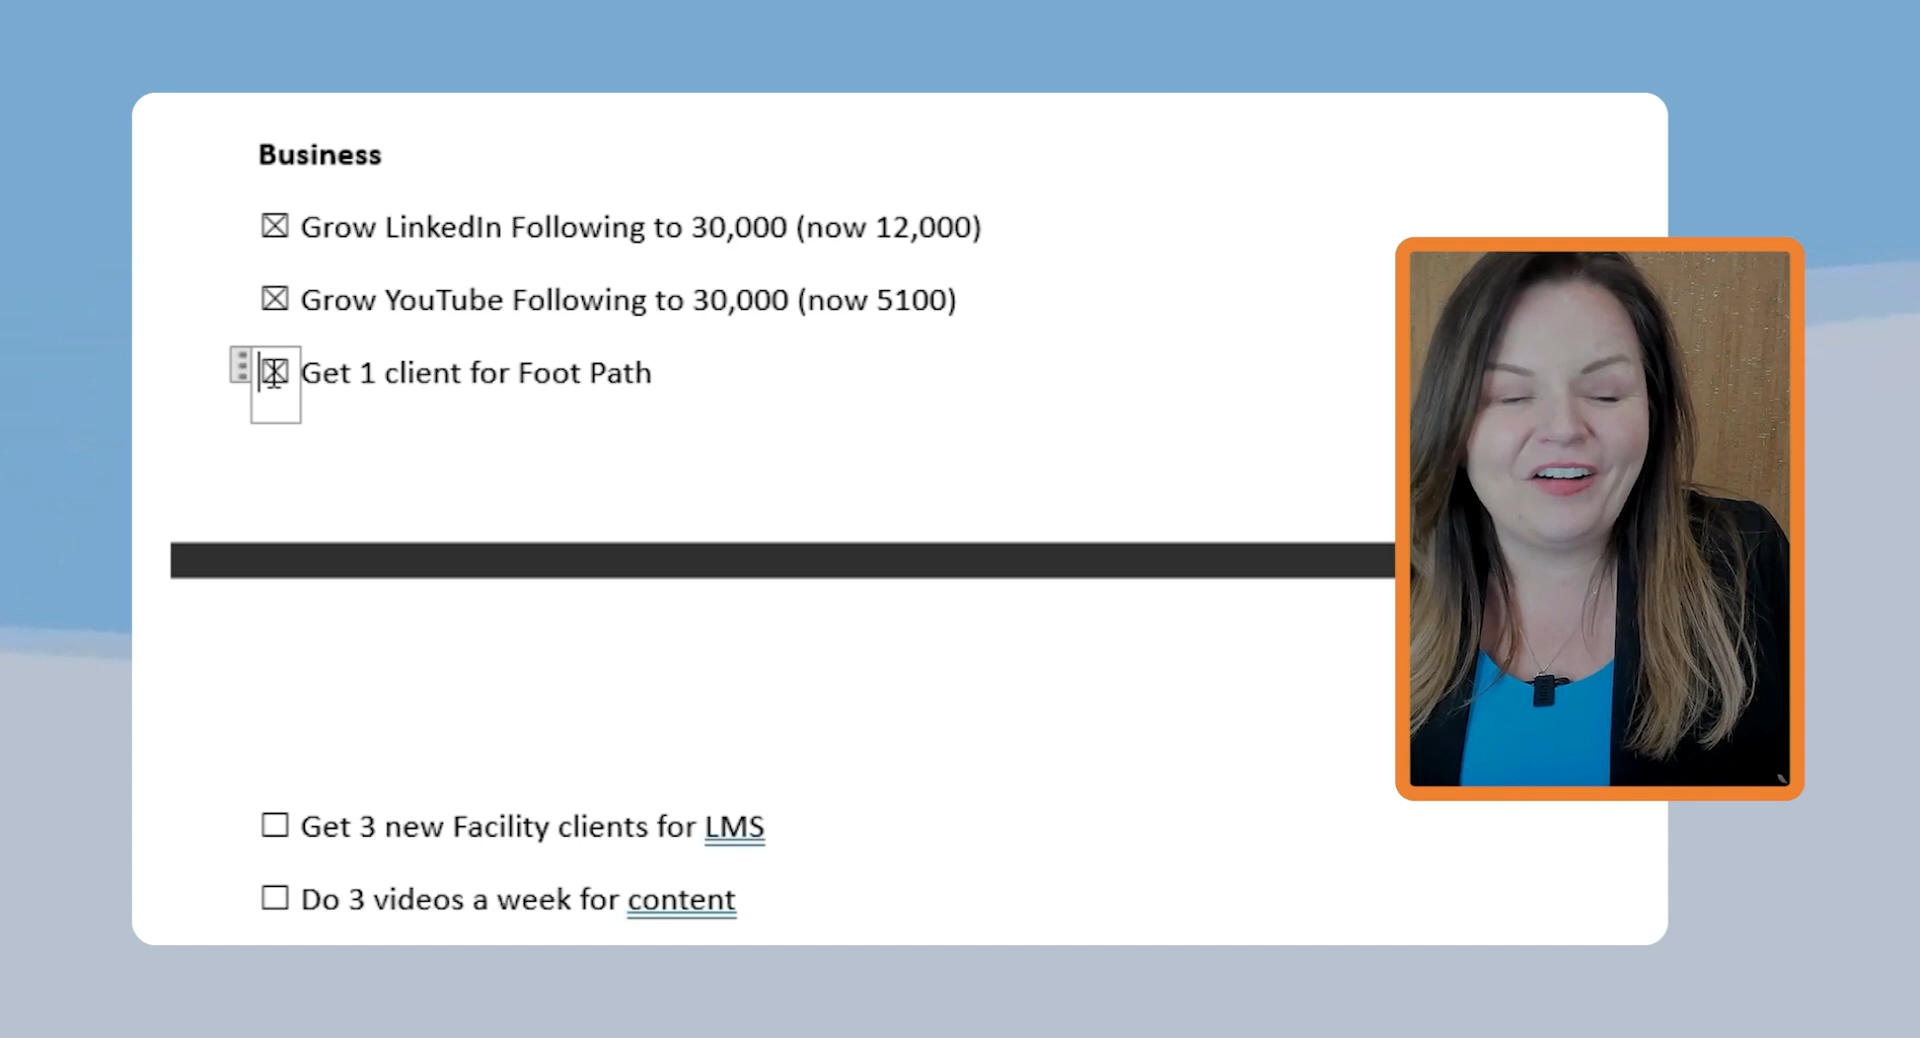 Business
☒ Grow LinkedIn Following to 30,000 (now 12,000)
☒ Grow YouTube Following to 30,000 (now 5100)
☒ Get 1 client for Foot Path
☐ Get 3 new Facility clients for LMS
☐ Do 3 videos a week for content